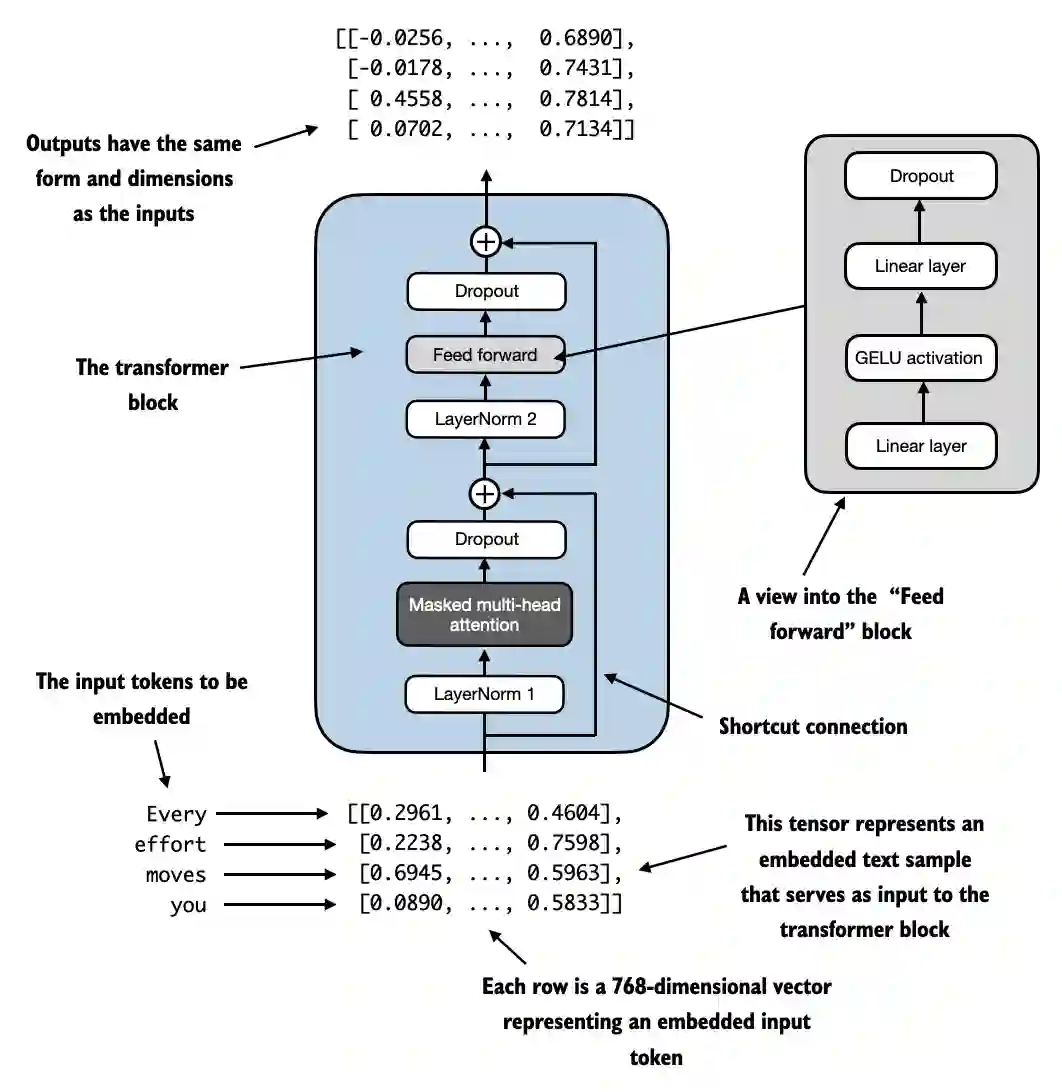 [[-0.0256, ...,  0.6890],
[-0.0178, ...,  0.7431],
[ 0.4558, ...,  0.7814],
[ 0.0702, ...,  0.7134]]
Outputs have the same
form and dimensions
as the inputs
Dropout
Feed forward
LayerNorm 2
Dropout
Masked multi-head
attention
LayerNorm 1
The transformer
block
Dropout
Linear layer
GELU activation
Linear layer
A view into the “Feed
forward” block
Shortcut connection
The input tokens to be
embedded
Every [[0.2961, ..., 0.4604],
effort [0.2238, ..., 0.7598],
moves [0.6945, ..., 0.5963],
you [0.0890, ..., 0.5833]]
This tensor represents an
embedded text sample
that serves as input to the
transformer block
Each row is a 768-dimensional vector
representing an embedded input
token